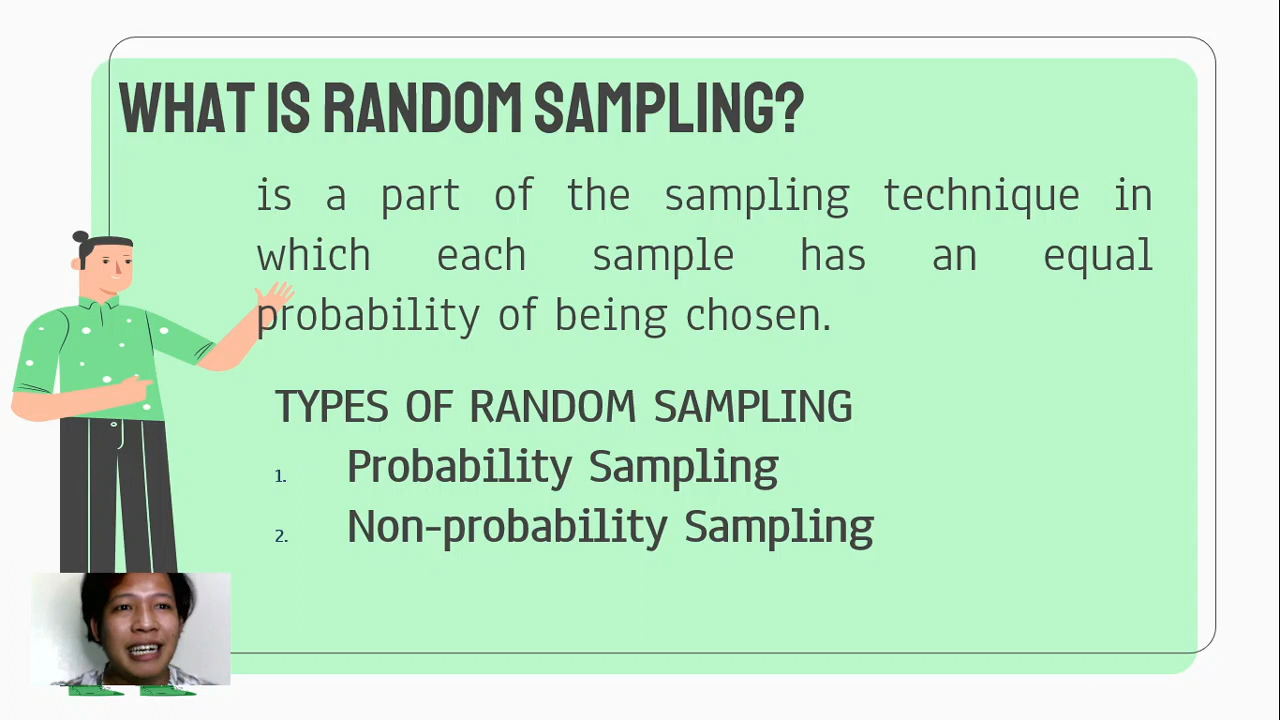 WHAT IS RANDOM SAMPLING?
is a part of the sampling technique in
which each sample has an equal
probability of being chosen.
TYPES OF RANDOM SAMPLING
1. Probability Sampling
2. Non-probability Sampling